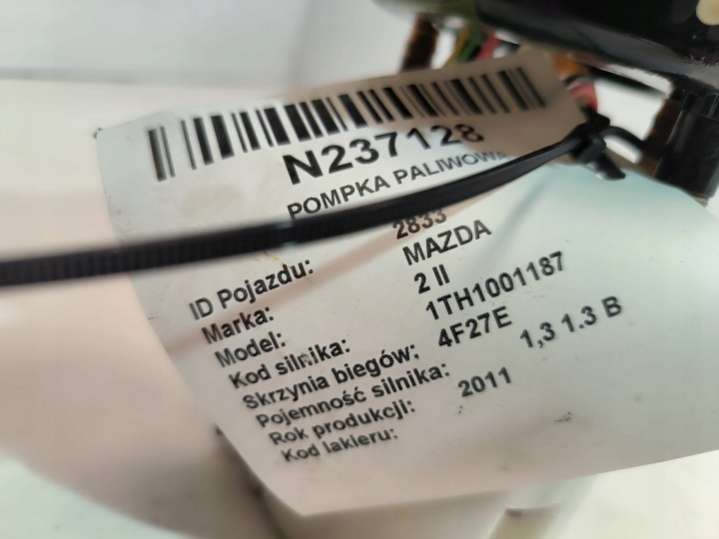 N237128
POMPKA PALIWOWA
ID Pojazdu: 2833
Marka: MAZDA
Model: 2 II
Kod silnika: 1TH1001187
Skrzynia biegów: 4F27E
Pojemność silnika: 1,3 1.3 B
Rok produkcji: 2011
Kod lakieru: